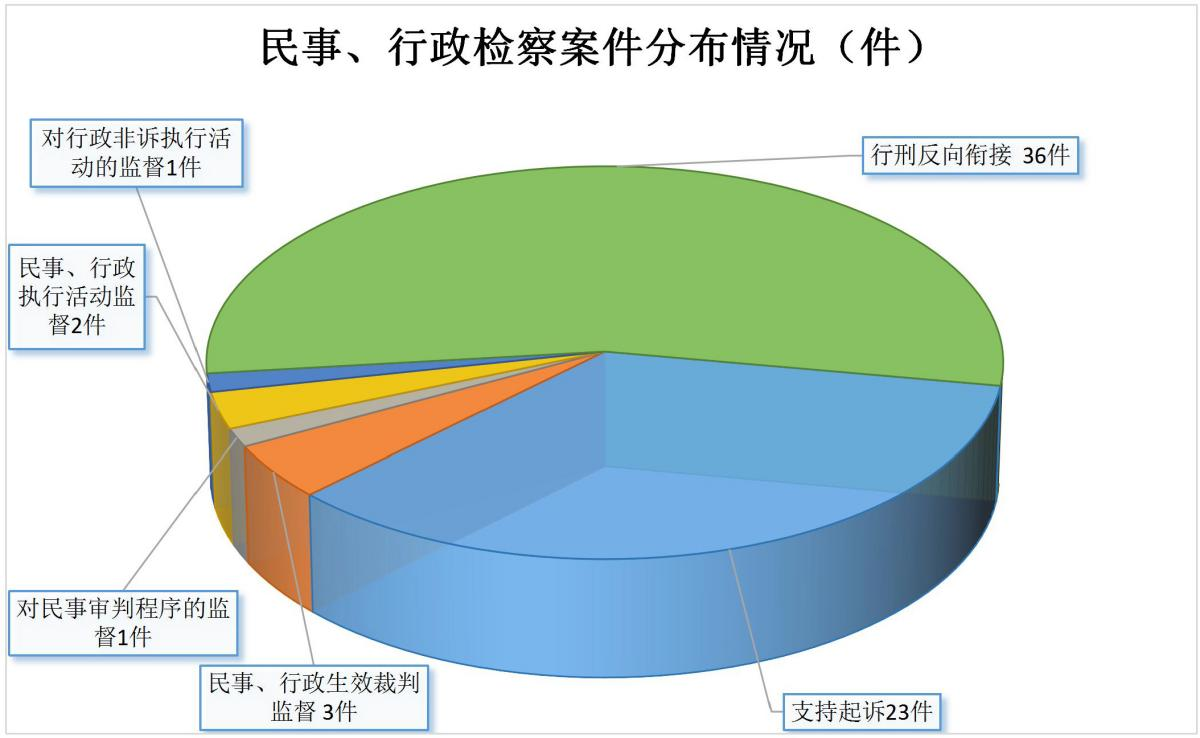 民事、行政检察案件分布情况（件）
对行政非诉执行活
动的监督1件
行刑反向衔接 36件
民事、行政
执行活动监
督2件
对民事审判程序的监
督1件
民事、行政生效裁判
监督 3件
支持起诉23件